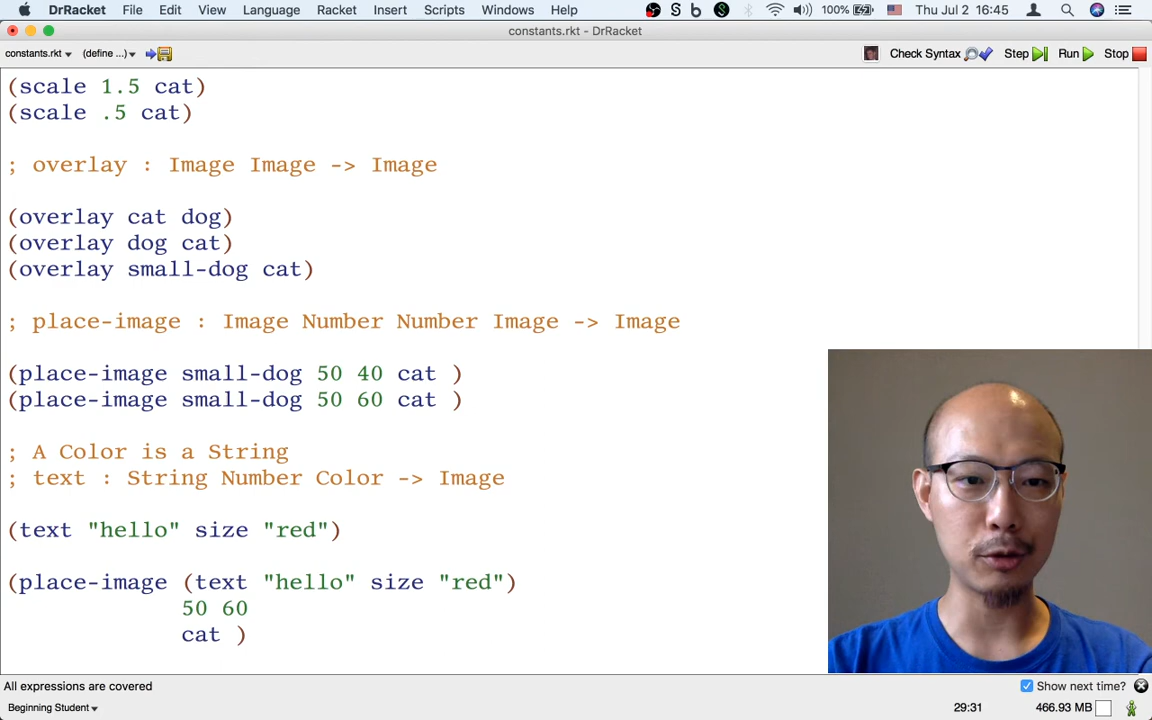 DrRacket File Edit View Language Racket Insert Scripts Windows Help 100% Thu Jul 2 16:45
constants.rkt - DrRacket
constants.rkt (define ...) Check Syntax Step Run Stop
(scale 1.5 cat)
(scale .5 cat)
; overlay : Image Image -> Image
(overlay cat dog)
(overlay dog cat)
(overlay small-dog cat)
; place-image : Image Number Number Image -> Image
(place-image small-dog 50 40 cat )
(place-image small-dog 50 60 cat )
; A Color is a String
; text : String Number Color -> Image
(text "hello" size "red")
(place-image (text "hello" size "red")
50 60
cat )
All expressions are covered Show next time?
Beginning Student 29:31 466.93 MB